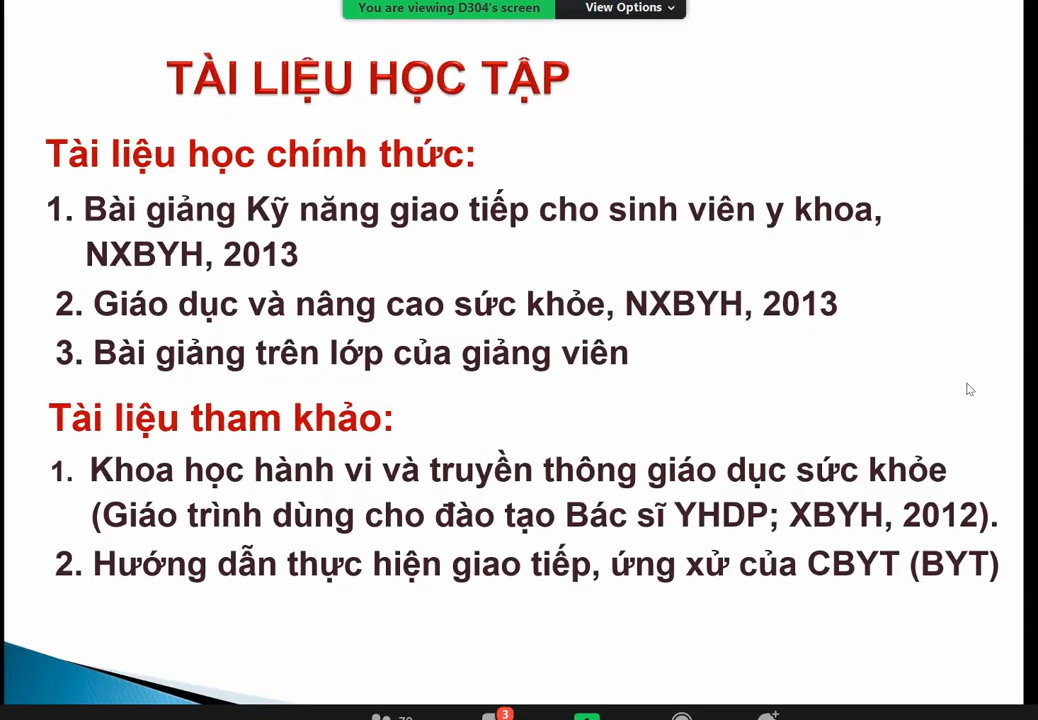 You are viewing D304's screen
View Options
TÀI LIỆU HỌC TẬP
Tài liệu học chính thức:
1. Bài giảng Kỹ năng giao tiếp cho sinh viên y khoa,
NXBYH, 2013
2. Giáo dục và nâng cao sức khỏe, NXBYH, 2013
3. Bài giảng trên lớp của giảng viên
Tài liệu tham khảo:
1. Khoa học hành vi và truyền thông giáo dục sức khỏe
(Giáo trình dùng cho đào tạo Bác sĩ YHDP; XBYH, 2012).
2. Hướng dẫn thực hiện giao tiếp, ứng xử của CBYT (BYT)
3